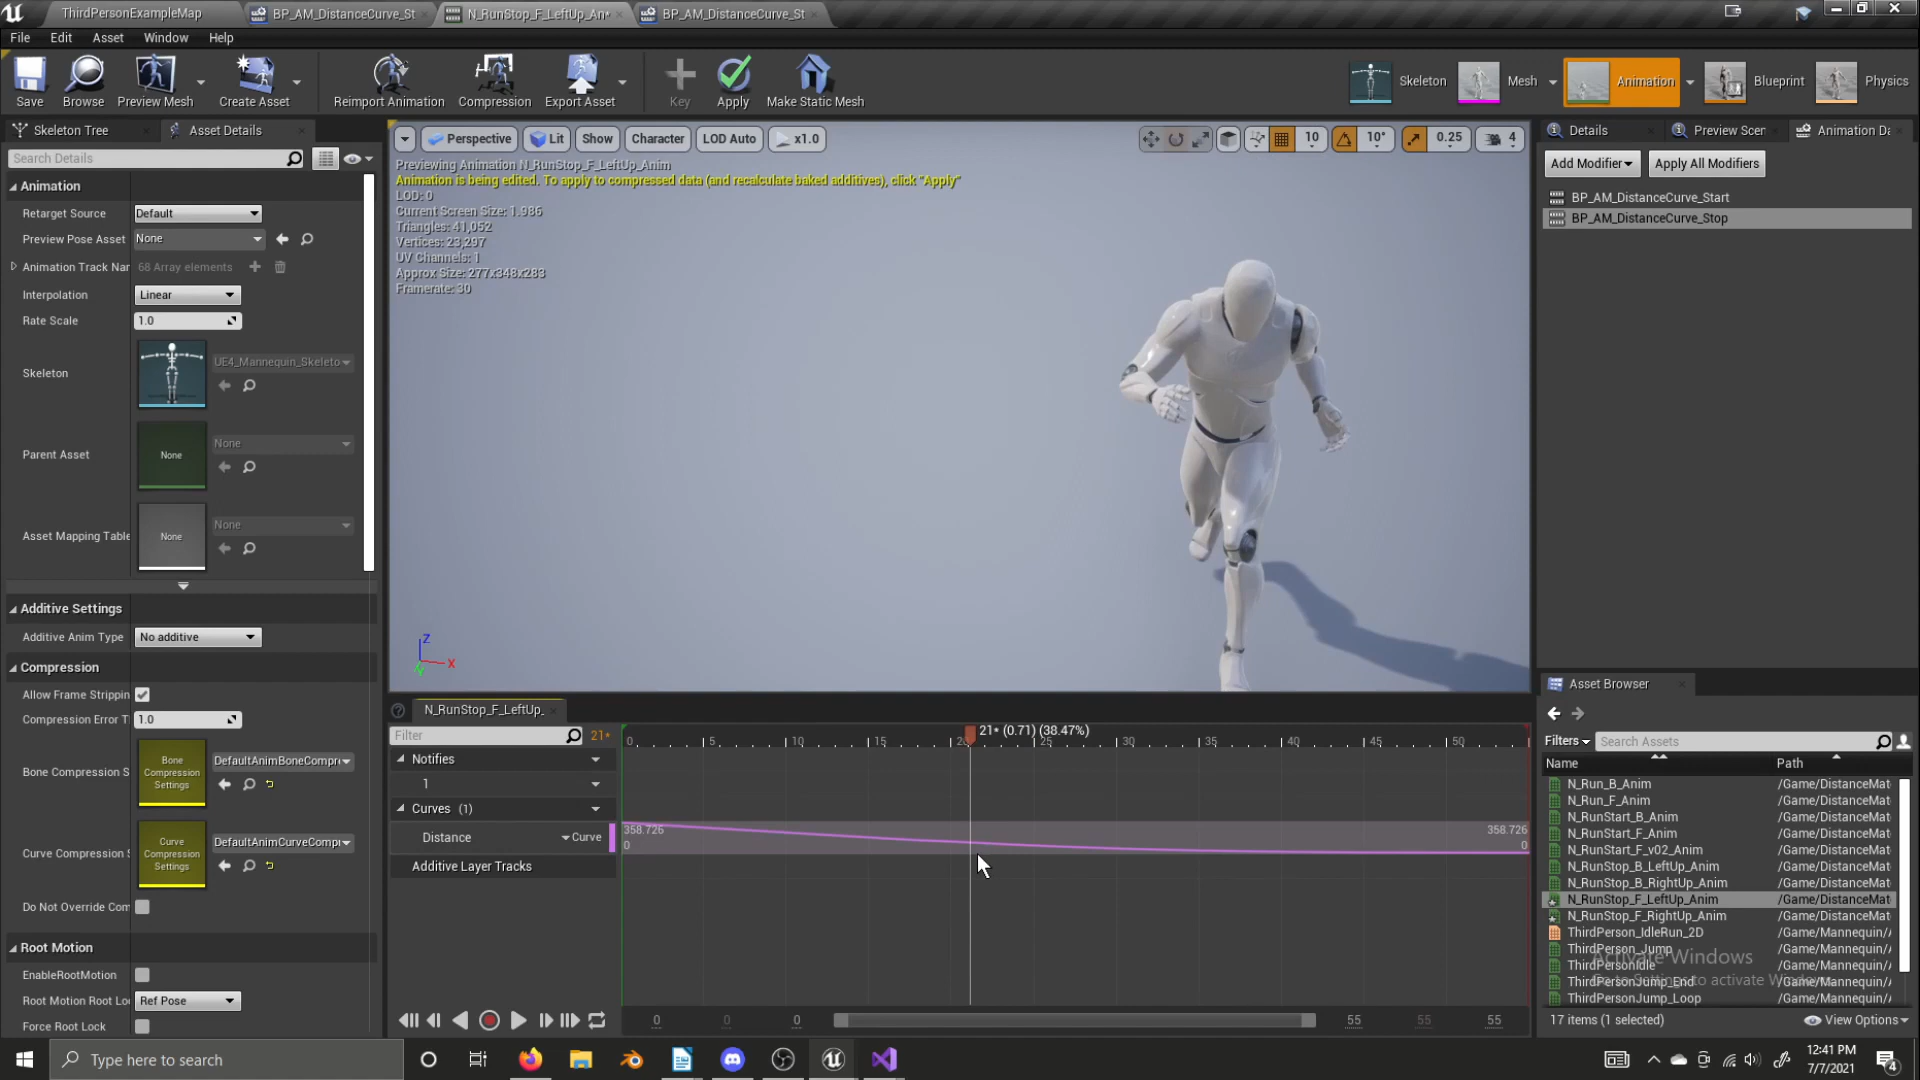 ThirdPersonExampleMap
BP_AM_DistanceCurve_St
N_RunStop_F_LeftUp_An*
BP_AM_DistanceCurve_St
File Edit Asset Window Help
Save
Browse
Preview Mesh
Create Asset
Reimport Animation
Compression
Export Asset
Key
Apply
Make Static Mesh
Skeleton
Mesh
Animation
Blueprint
Physics
Skeleton Tree
Asset Details
Search Details
Animation
Retarget Source Default
Preview Pose Asset None
Animation Track Nar 68 Array elements
Interpolation Linear
Rate Scale 1.0
Skeleton UE4_Mannequin_Skeleto
Parent Asset None None
Asset Mapping Table None None
Additive Settings
Additive Anim Type No additive
Compression
Allow Frame Strippin
Compression Error T 1.0
Bone Compression S Bone Compression Settings DefaultAnimBoneCompre
Curve Compression S Curve Compression Settings DefaultAnimCurveCompr
Do Not Override Com
Root Motion
EnableRootMotion
Root Motion Root Lo Ref Pose
Force Root Lock
Perspective Lit Show Character LOD Auto x1.0
10 10° 0.25 4
Previewing Animation N_RunStop_F_LeftUp_Anim
Animation is being edited. To apply to compressed data (and recalculate baked additives), click "Apply"
LOD: 0
Current Screen Size: 1.986
Triangles: 41,052
Vertices: 23,297
UV Channels: 1
Approx Size: 277x348x283
Framerate: 30
Z
X
N_RunStop_F_LeftUp_
Filter 21*
21* (0.71) (38.47%)
0 5 10 15 20 25 30 35 40 45 50
Notifies
1
Curves (1)
Distance Curve
358.726 358.726
0 0
Additive Layer Tracks
0 0 0 55 55 55
Details
Preview Scer
Animation Da
Add Modifier
Apply All Modifiers
BP_AM_DistanceCurve_Start
BP_AM_DistanceCurve_Stop
Asset Browser
Filters Search Assets
Name Path
N_Run_B_Anim /Game/DistanceMat
N_Run_F_Anim /Game/DistanceMat
N_RunStart_B_Anim /Game/DistanceMat
N_RunStart_F_Anim /Game/DistanceMat
N_RunStart_F_v02_Anim /Game/DistanceMat
N_RunStop_B_LeftUp_Anim /Game/DistanceMat
N_RunStop_B_RightUp_Anim /Game/DistanceMat
N_RunStop_F_LeftUp_Anim /Game/DistanceMat
N_RunStop_F_RightUp_Anim /Game/DistanceMat
ThirdPerson_IdleRun_2D /Game/Mannequin/A
ThirdPerson_Jump /Game/Mannequin/A
ThirdPersonIdle /Game/Mannequin/A
ThirdPersonJump_End /Game/Mannequin/A
ThirdPersonJump_Loop /Game/Mannequin/A
Activate Windows
Go to Settings to activate Windows.
17 items (1 selected)
View Options
Type here to search
12:41 PM
7/7/2021
4